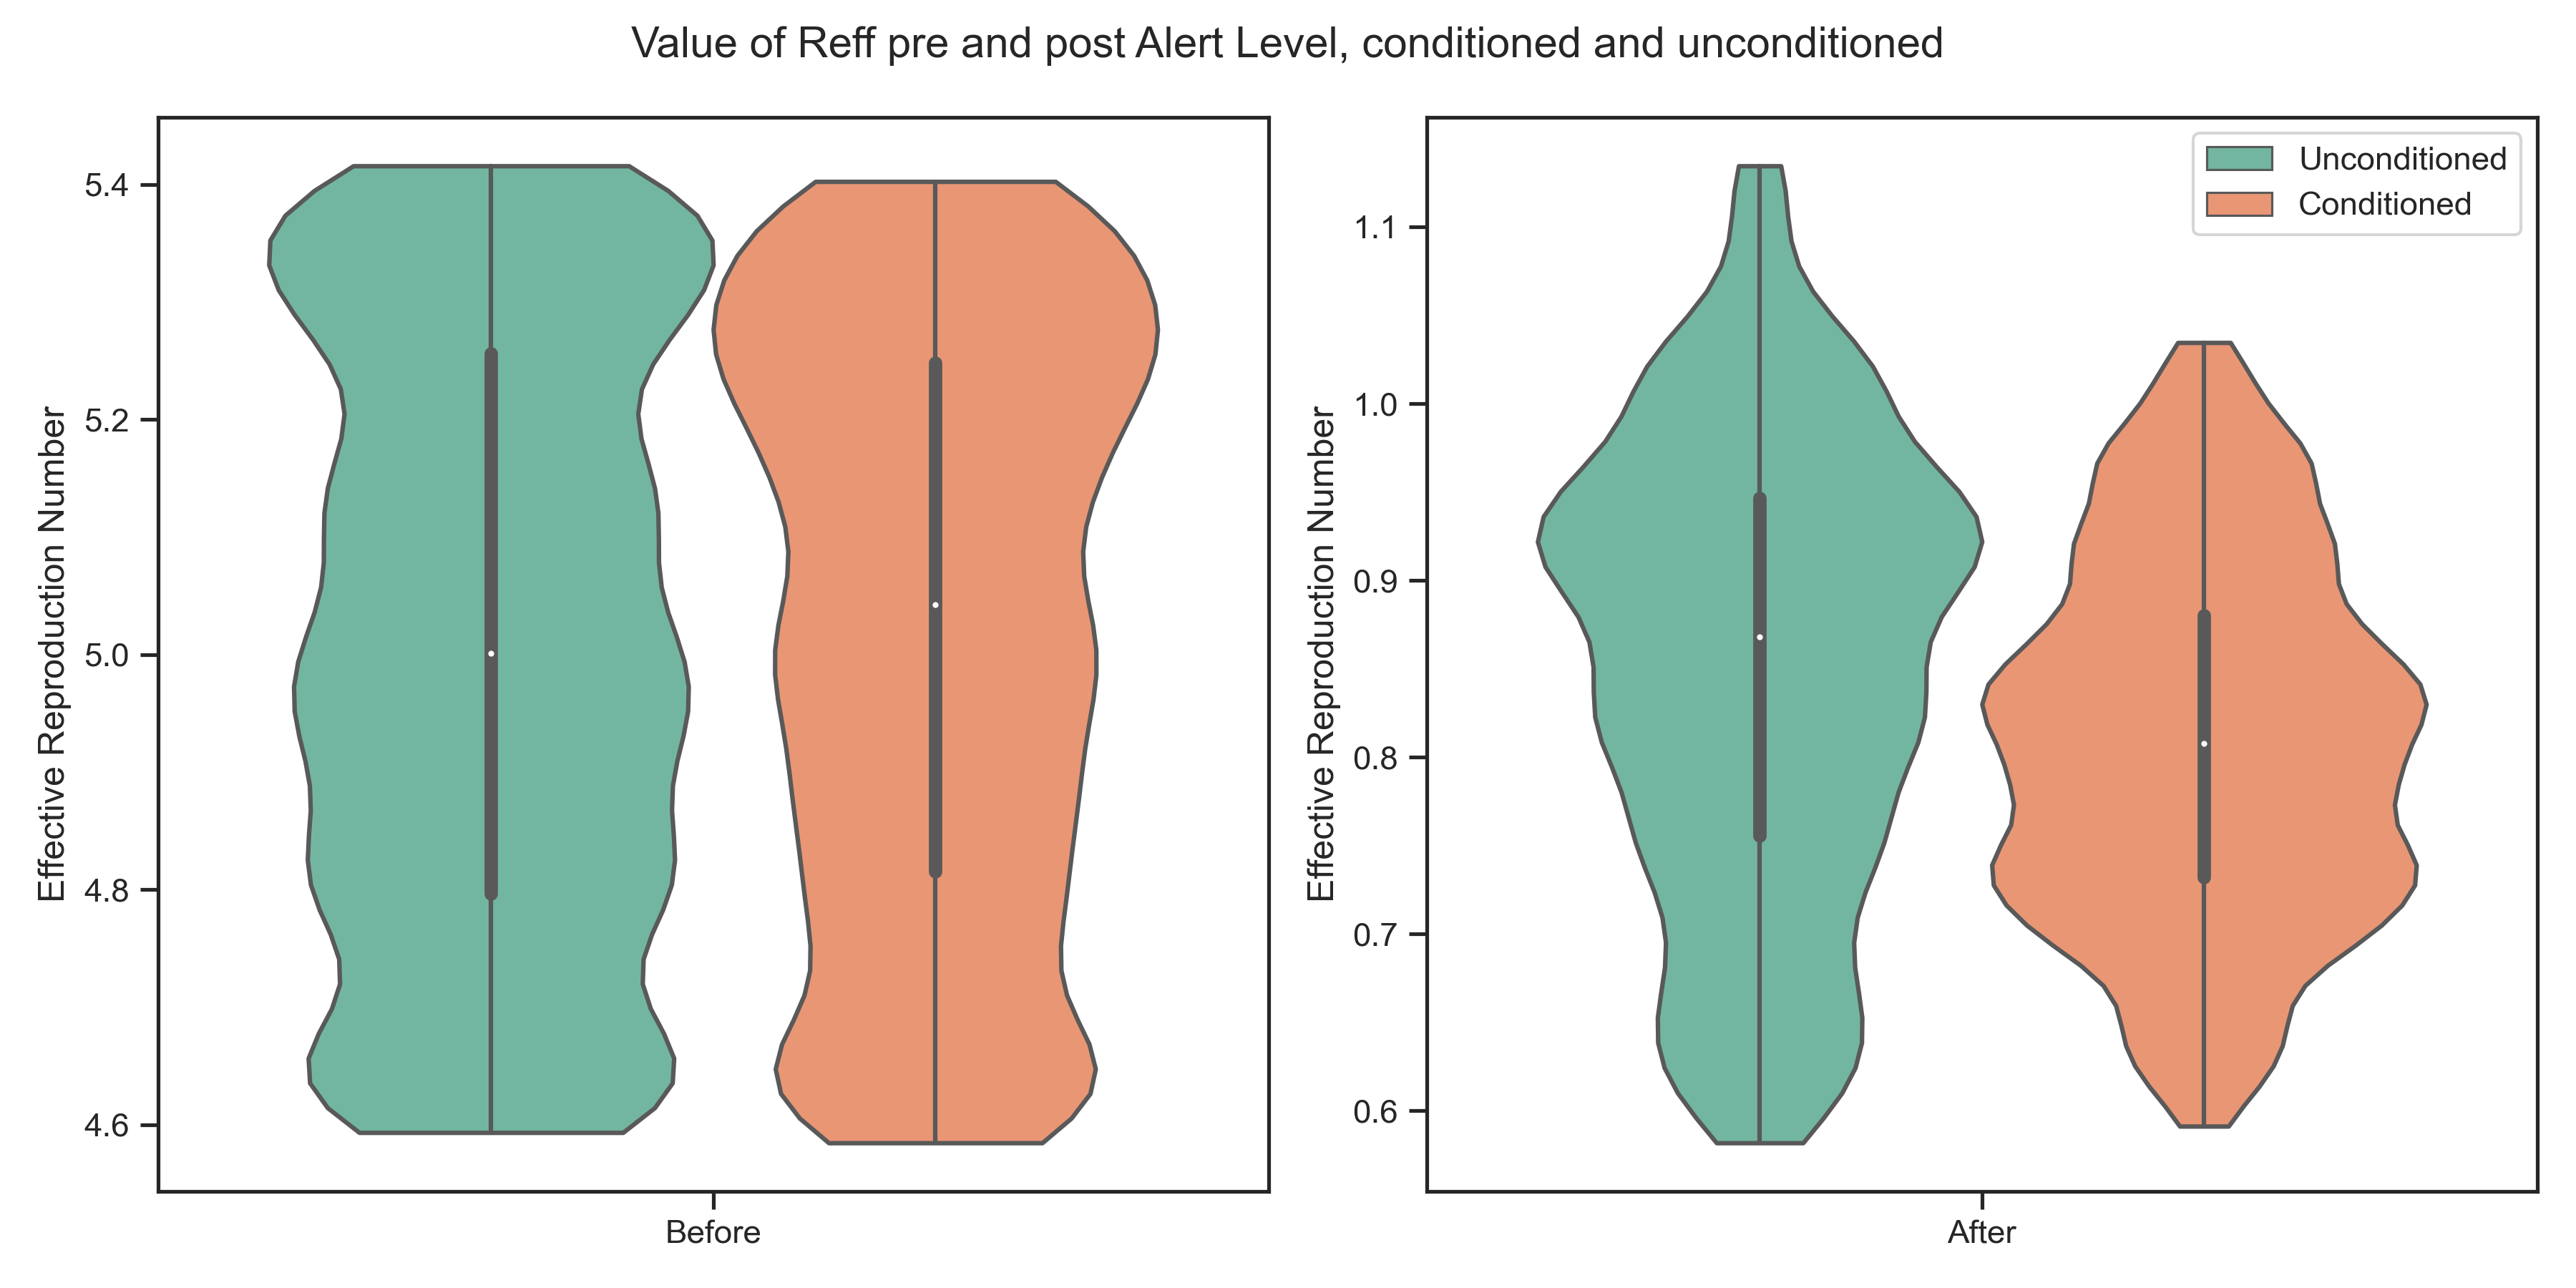 Value of Reff pre and post Alert Level, conditioned and unconditioned
Effective Reproduction Number
5.4
5.2
5.0
4.8
4.6
Before
Effective Reproduction Number
1.1
1.0
0.9
0.8
0.7
0.6
After
Unconditioned
Conditioned